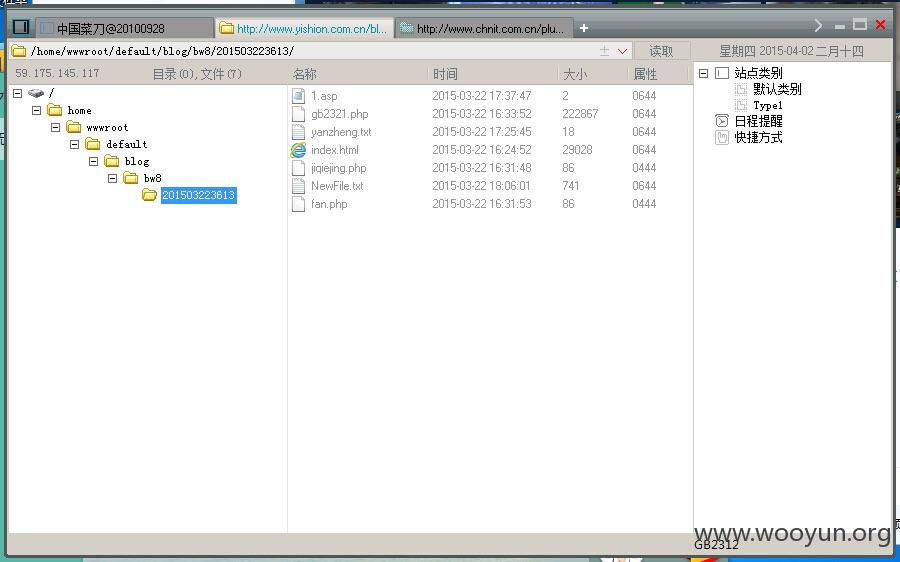 中国菜刀@20100928 http://www.yishion.com.cn/bl... http://www.chnit.com.cn/plu...
/home/wwwroot/default/blog/bw8/201503223613/ 读取 星期四 2015-04-02 二月十四
59.175.145.117 目录(0),文件(7) 名称 时间 大小 属性
/
home
wwwroot
default
blog
bw8
201503223613
1.asp 2015-03-22 17:37:47 2 0644
gb2321.php 2015-03-22 16:33:52 222867 0644
yanzheng.txt 2015-03-22 17:25:45 18 0644
index.html 2015-03-22 16:24:52 29028 0644
jiqiejing.php 2015-03-22 16:31:48 86 0444
NewFile.txt 2015-03-22 18:06:01 741 0644
fan.php 2015-03-22 16:31:53 86 0444
站点类别
默认类别
Type1
日程提醒
快捷方式
www.wooyun.org
GB2312